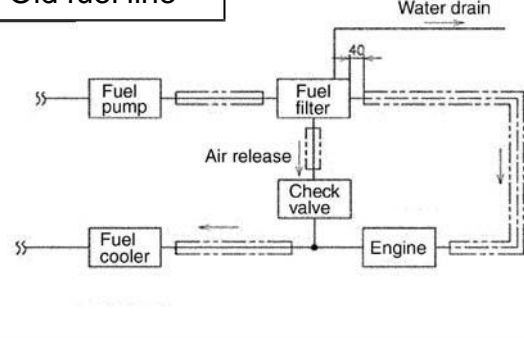 Old fuel line
Water drain
40
Fuel
pump
Fuel
filter
Air release
Check
valve
Fuel
cooler
Engine